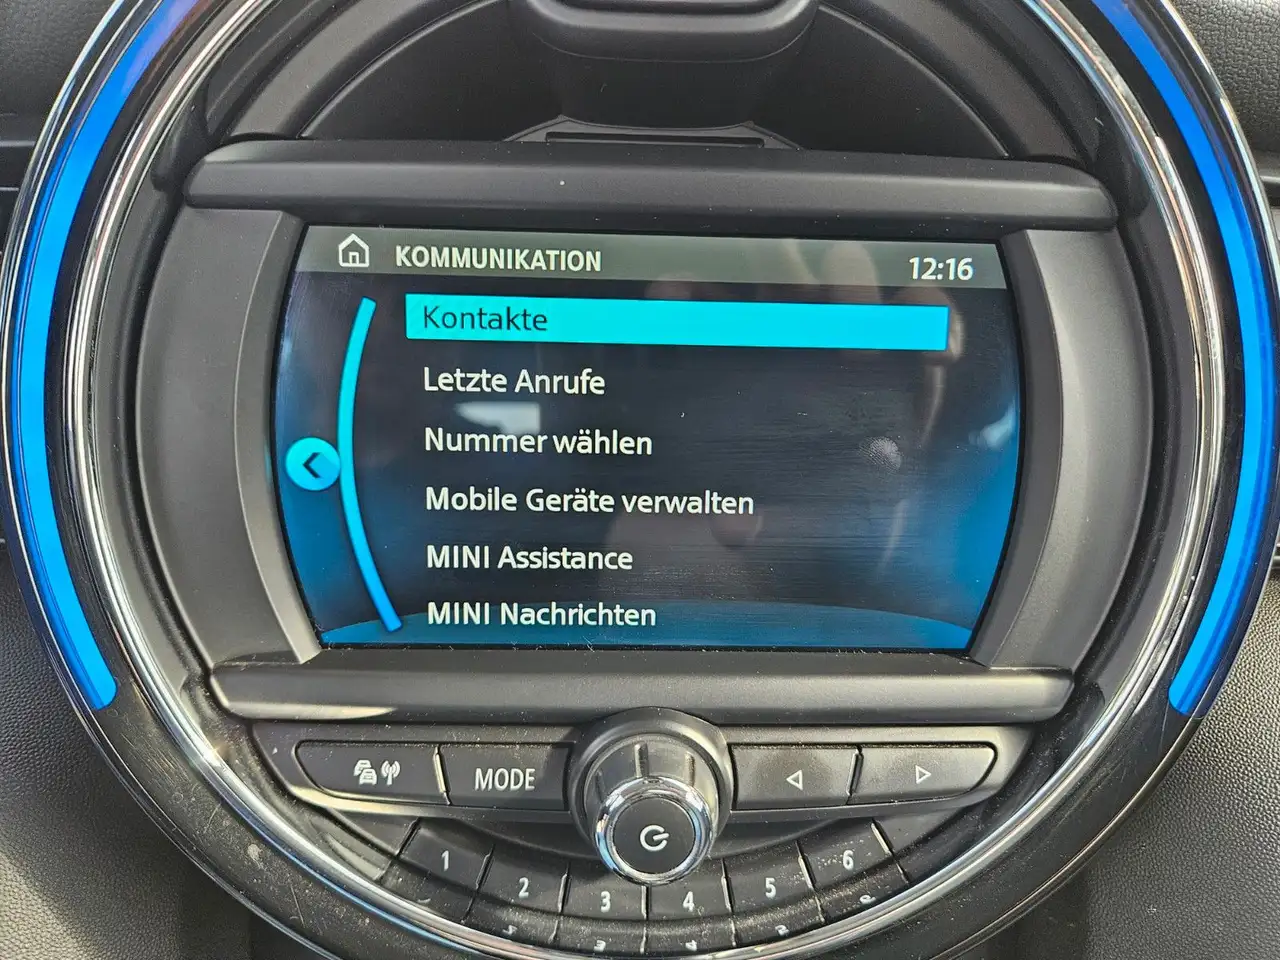 KOMMUNIKATION 12:16
Kontakte
Letzte Anrufe
Nummer wählen
Mobile Geräte verwalten
MINI Assistance
MINI Nachrichten
MODE
1 2 3 4 5 6